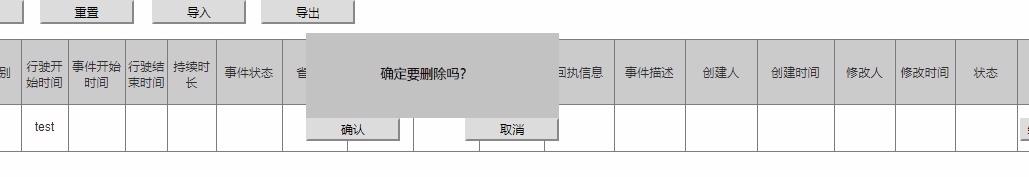 重置 导入 导出
别 行驶开始时间 事件开始时间 行驶结束时间 持续时长 事件状态 回执信息 事件描述 创建人 创建时间 修改人 修改时间 状态
确定要删除吗?
test
确认 取消